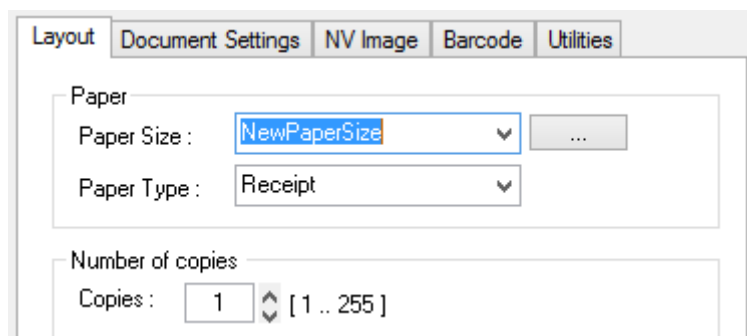 Layout Document Settings NV Image Barcode Utilities
Paper
Paper Size : NewPaperSize ...
Paper Type : Receipt
Number of copies
Copies : 1 [ 1 .. 255 ]